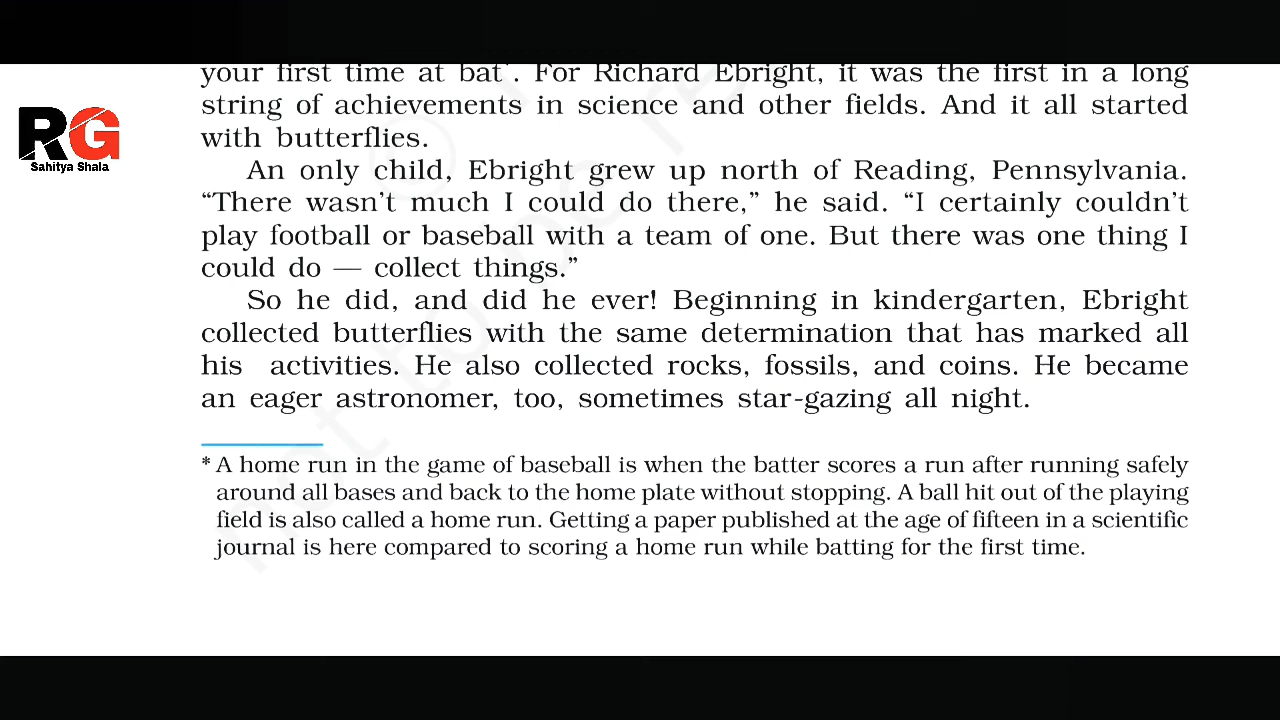 your first time at bat*. For Richard Ebright, it was the first in a long
string of achievements in science and other fields. And it all started
with butterflies.
An only child, Ebright grew up north of Reading, Pennsylvania.
“There wasn’t much I could do there,” he said. “I certainly couldn’t
play football or baseball with a team of one. But there was one thing I
could do — collect things.”
So he did, and did he ever! Beginning in kindergarten, Ebright
collected butterflies with the same determination that has marked all
his activities. He also collected rocks, fossils, and coins. He became
an eager astronomer, too, sometimes star-gazing all night.
* A home run in the game of baseball is when the batter scores a run after running safely
around all bases and back to the home plate without stopping. A ball hit out of the playing
field is also called a home run. Getting a paper published at the age of fifteen in a scientific
journal is here compared to scoring a home run while batting for the first time.
RG
Sahitya Shala
not to be r